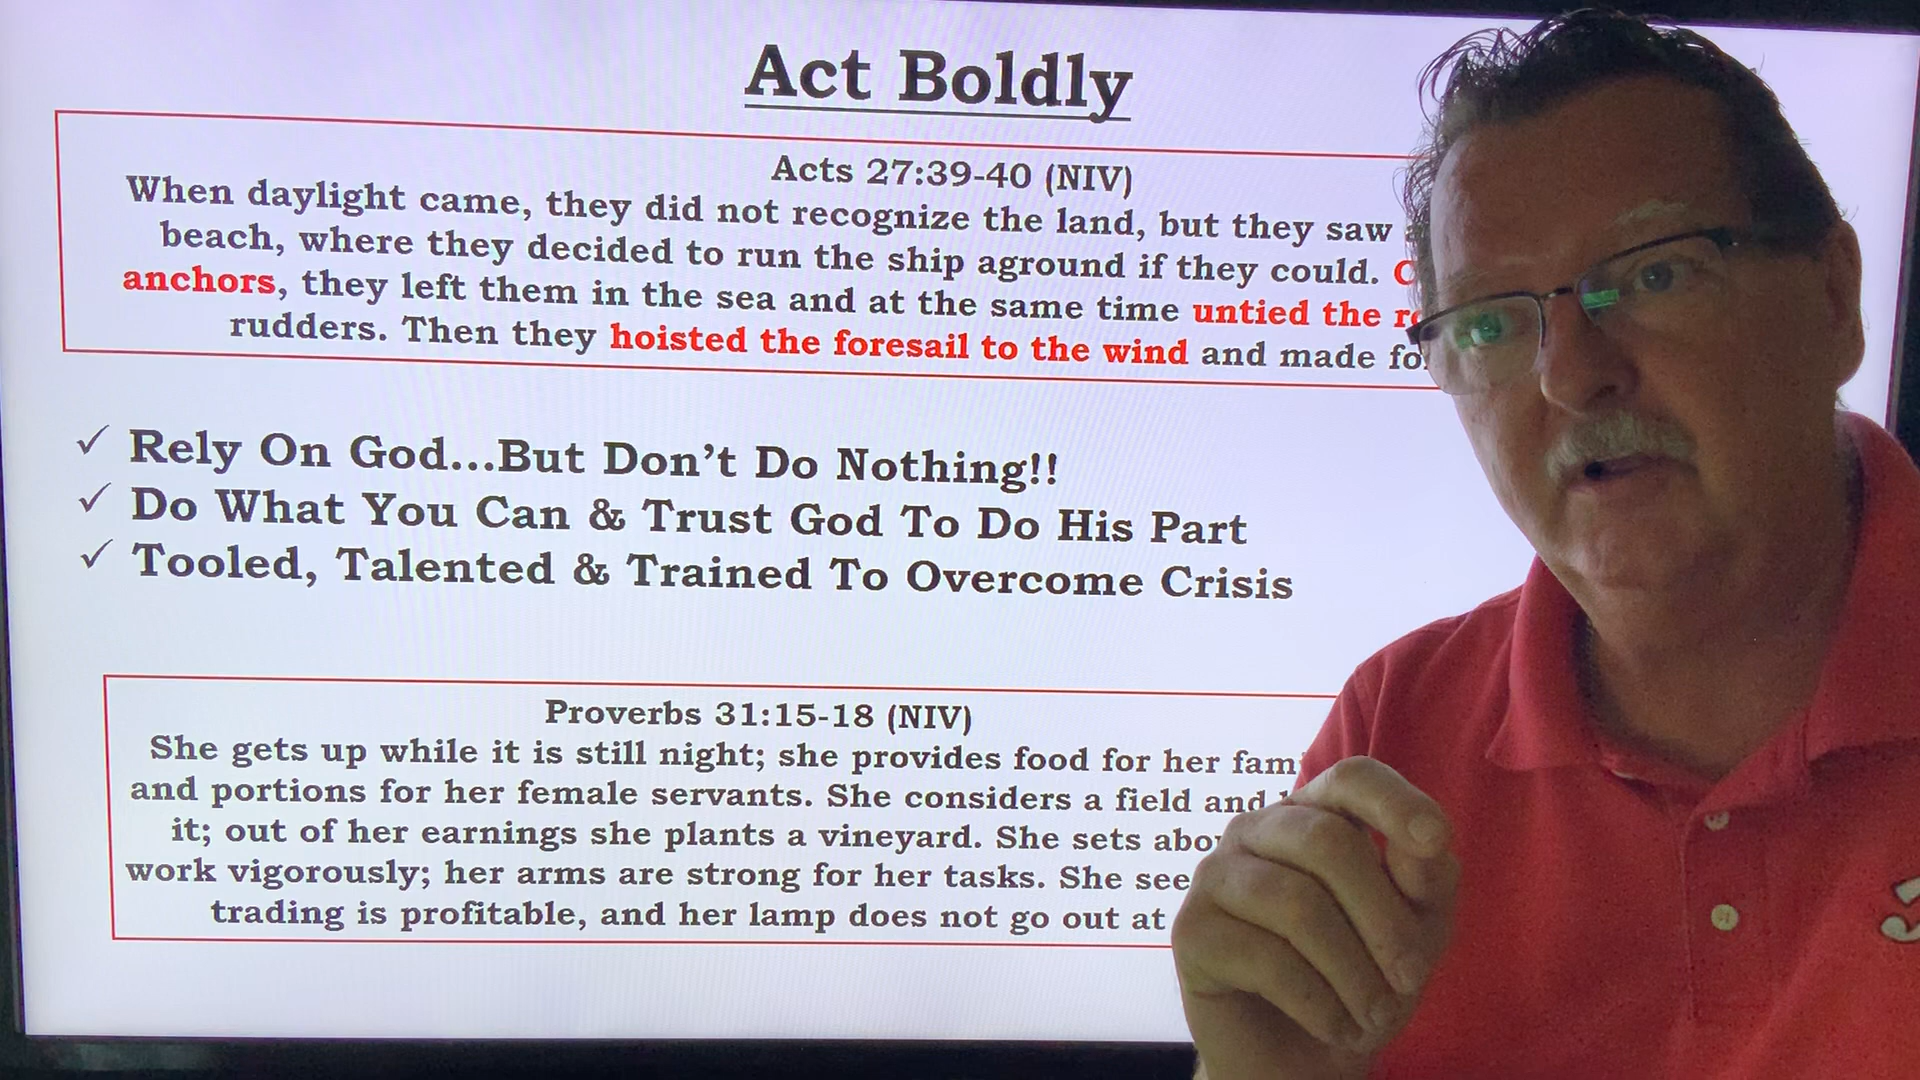 Act Boldly
Acts 27:39-40 (NIV)
When daylight came, they did not recognize the land, but they saw
beach, where they decided to run the ship aground if they could.
anchors, they left them in the sea and at the same time untied the
rudders. Then they hoisted the foresail to the wind and made
✓ Rely On God...But Don't Do Nothing!!
✓ Do What You Can & Trust God To Do His Part
✓ Tooled, Talented & Trained To Overcome Crisis
Proverbs 31:15-18 (NIV)
She gets up while it is still night; she provides food for her
and portions for her female servants. She considers a field and
it; out of her earnings she plants a vineyard. She sets
work vigorously; her arms are strong for her tasks. She
trading is profitable, and her lamp does not go out at